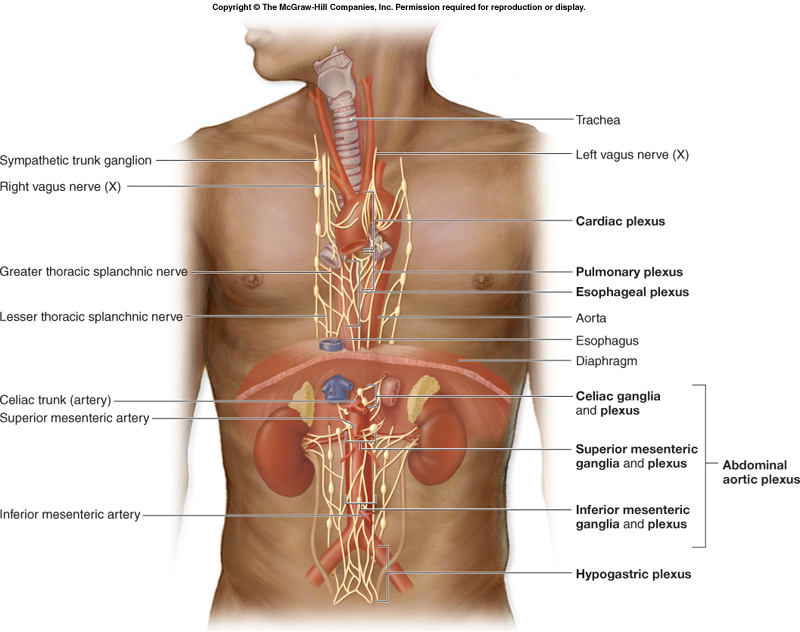 Copyright © The McGraw-Hill Companies, Inc. Permission required for reproduction or display.
Sympathetic trunk ganglion
Right vagus nerve (X)
Greater thoracic splanchnic nerve
Lesser thoracic splanchnic nerve
Celiac trunk (artery)
Superior mesenteric artery
Inferior mesenteric artery
Trachea
Left vagus nerve (X)
Cardiac plexus
Pulmonary plexus
Esophageal plexus
Aorta
Esophagus
Diaphragm
Celiac ganglia
and plexus
Superior mesenteric
ganglia and plexus
Inferior mesenteric
ganglia and plexus
Abdominal
aortic plexus
Hypogastric plexus